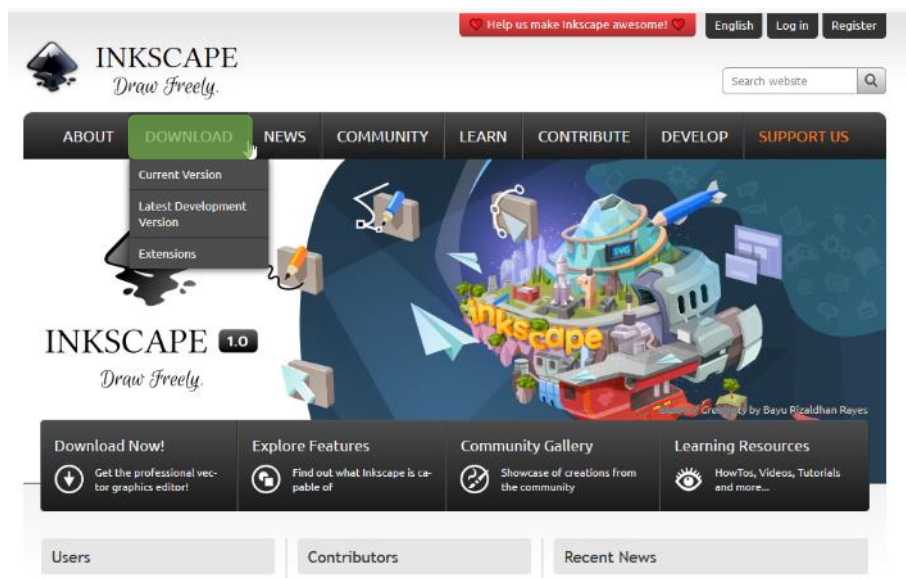 Help us make Inkscape awesome!
English
Log in
Register
INKSCAPE
Draw Freely.
Search website
ABOUT
DOWNLOAD
NEWS
COMMUNITY
LEARN
CONTRIBUTE
DEVELOP
SUPPORT US
Current Version
Latest Development
Version
Extensions
SVG
Inkscape
INKSCAPE 1.0
Draw Freely.
by Bayu Rizaldhan Rayes
Download Now!
Get the professional vec-
tor graphics editor!
Explore Features
Find out what Inkscape is ca-
pable of
Community Gallery
Showcase of creations from
the community
Learning Resources
HowTos, Videos, Tutorials
and more...
Users
Contributors
Recent News